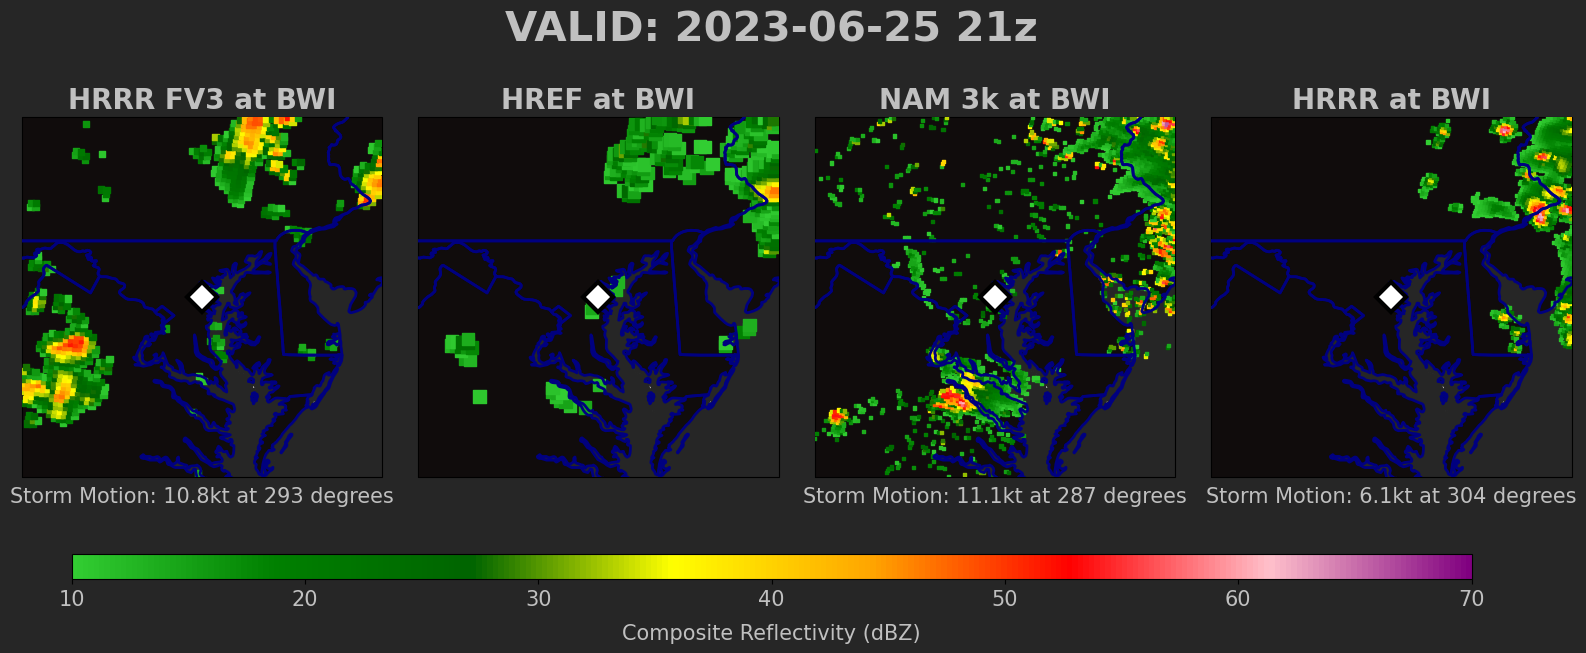 VALID: 2023-06-25 21z
HRRR FV3 at BWI
HREF at BWI
NAM 3k at BWI
HRRR at BWI
Storm Motion: 10.8kt at 293 degrees
Storm Motion: 11.1kt at 287 degrees
Storm Motion: 6.1kt at 304 degrees
10 20 30 40 50 60 70
Composite Reflectivity (dBZ)